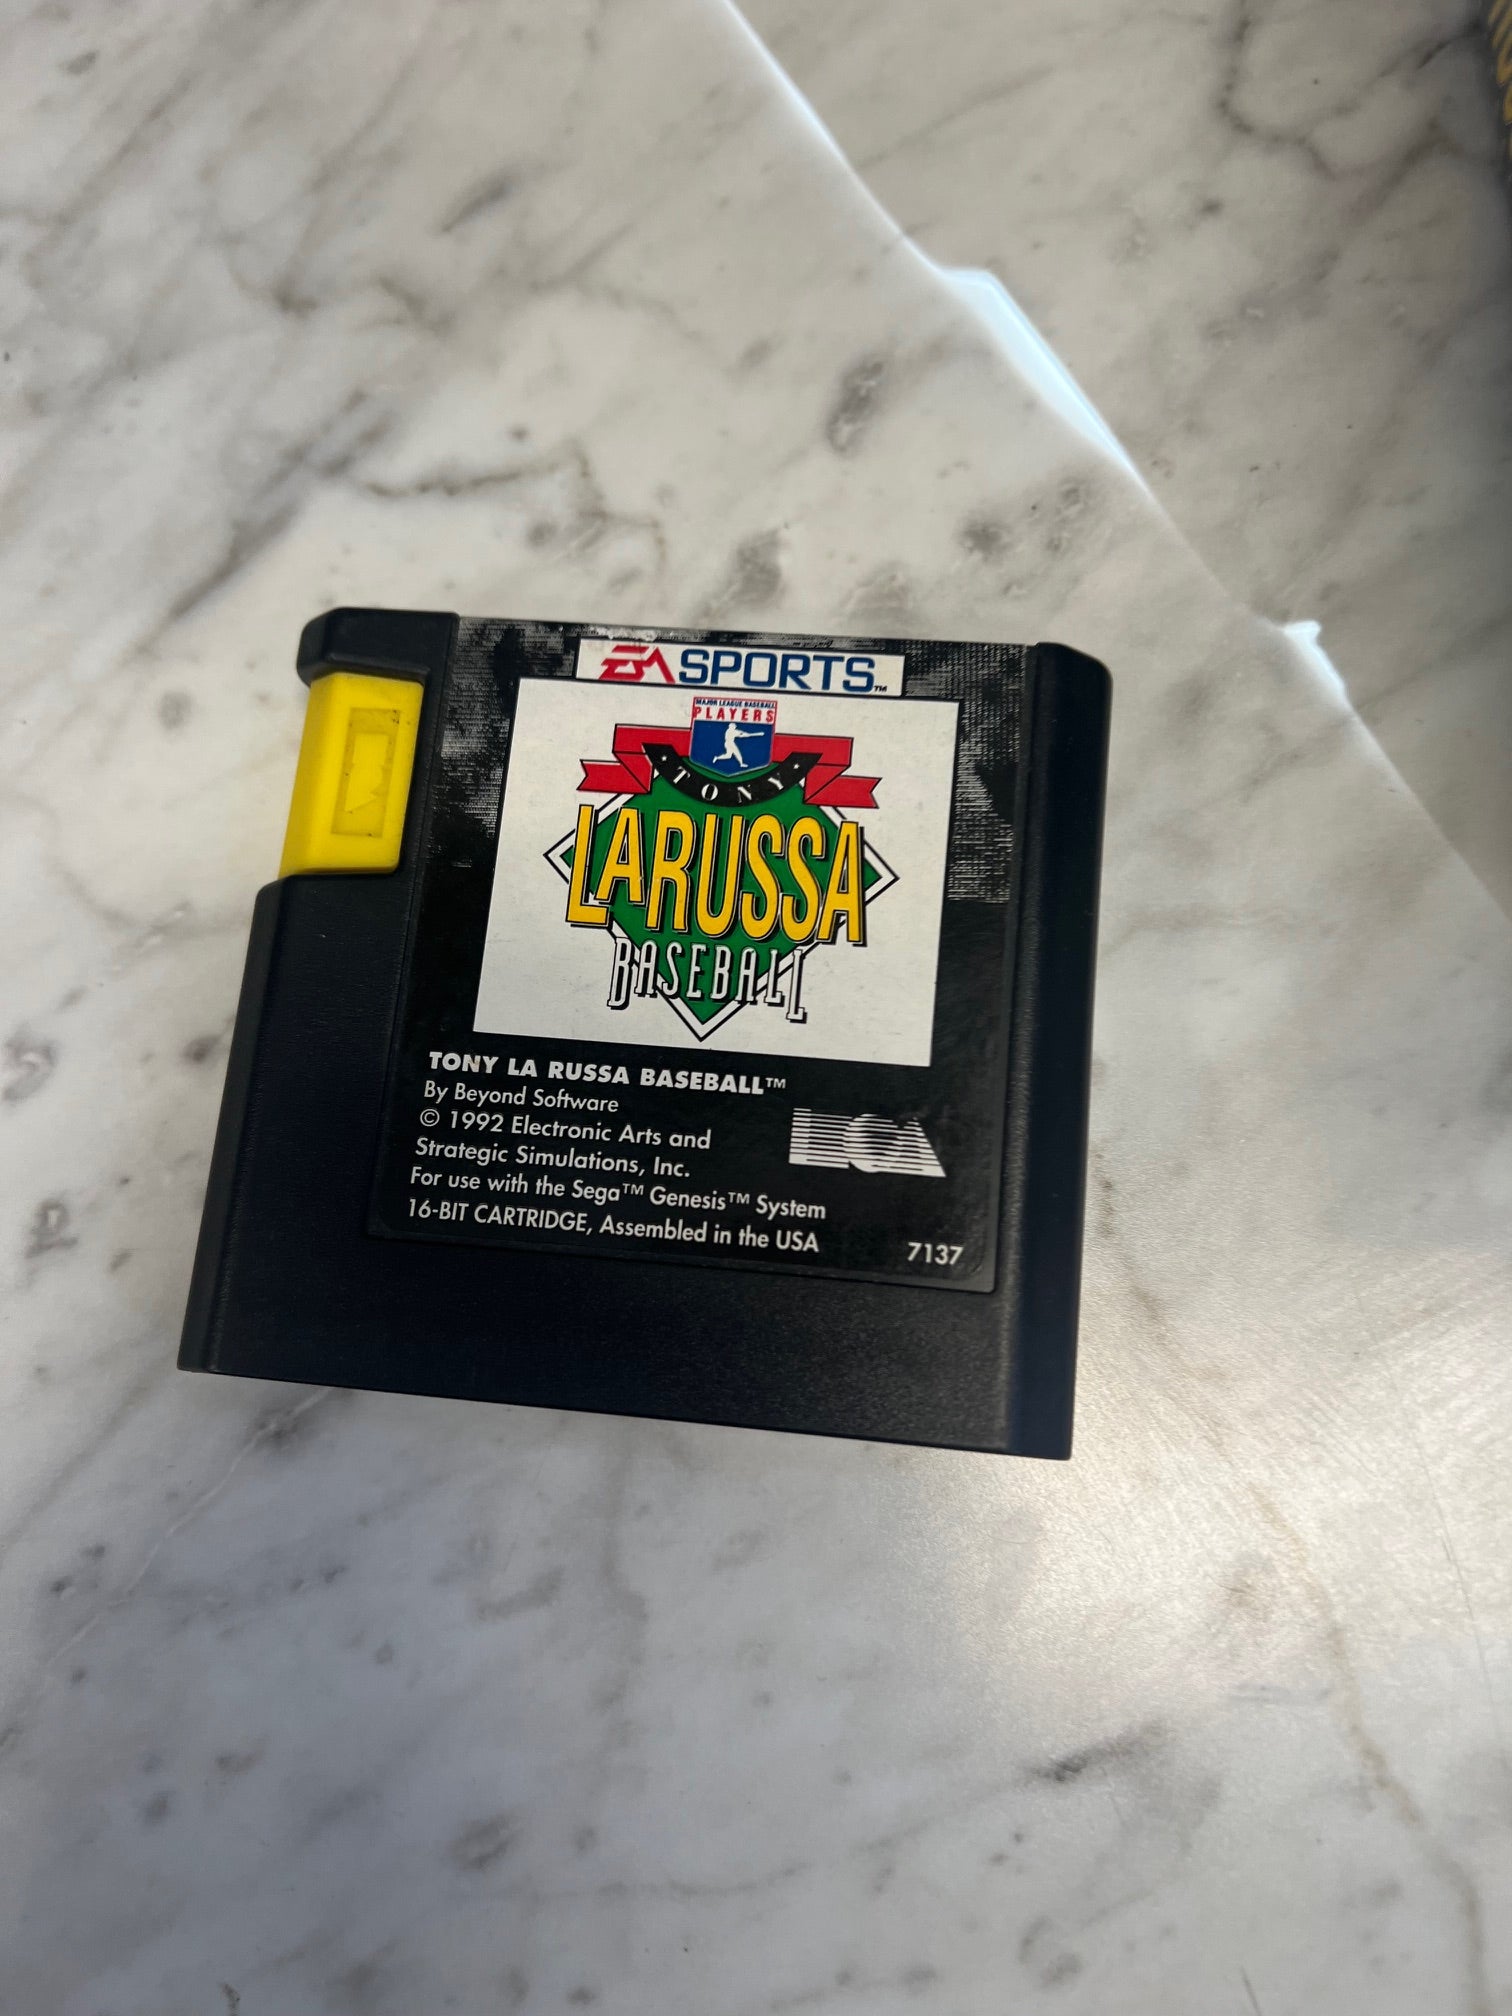 EA SPORTS™
MAJOR LEAGUE BASEBALL
PLAYERS
· TONY ·
LARUSSA
BASEBALL
TONY LA RUSSA BASEBALL™
By Beyond Software
© 1992 Electronic Arts and
Strategic Simulations, Inc.
For use with the Sega™ Genesis™ System
16-BIT CARTRIDGE, Assembled in the USA
7137